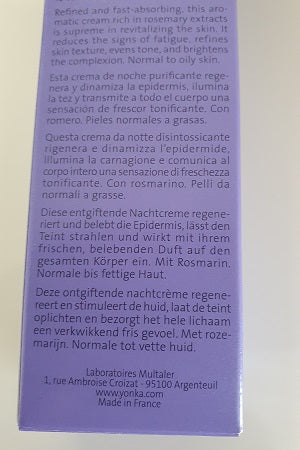 Refined and fast-absorbing, this aro-
matic cream rich in rosemary extracts
is supreme in revitalizing the skin. It
reduces the signs of fatigue, refines
skin texture, evens tone, and brightens
the complexion. Normal to oily skin.
Esta crema de noche purificante rege-
nera y dinamiza la epidermis, ilumina
la tez y transmite a todo el cuerpo una
sensación de frescor tonificante. Con
romero. Pieles normales a grasas.
Questa crema da notte disintossicante
rigenera e dinamizza l'epidermide,
Illumina la carnagione e comunica al
corpo intero una sensazione di freschezza
tonificante. Con rosmarino. Pelli da
normali a grasse.
Diese entgiftende Nachtcreme regene-
riert und belebt die Epidermis, lässt den
Teint strahlen und wirkt mit ihrem
frischen, belebenden Duft auf den
gesamten Körper ein. Mit Rosmarin.
Normale bis fettige Haut.
Deze ontgiftende nachtcrème regene-
reert en stimuleert de huid, laat de teint
oplichten en bezorgt het hele lichaam
een verkwikkend fris gevoel. Met roze-
marijn. Normale tot vette huid.
Laboratoires Multaler
1, rue Ambroise Croizat - 95100 Argenteuil
www.yonka.com
Made in France